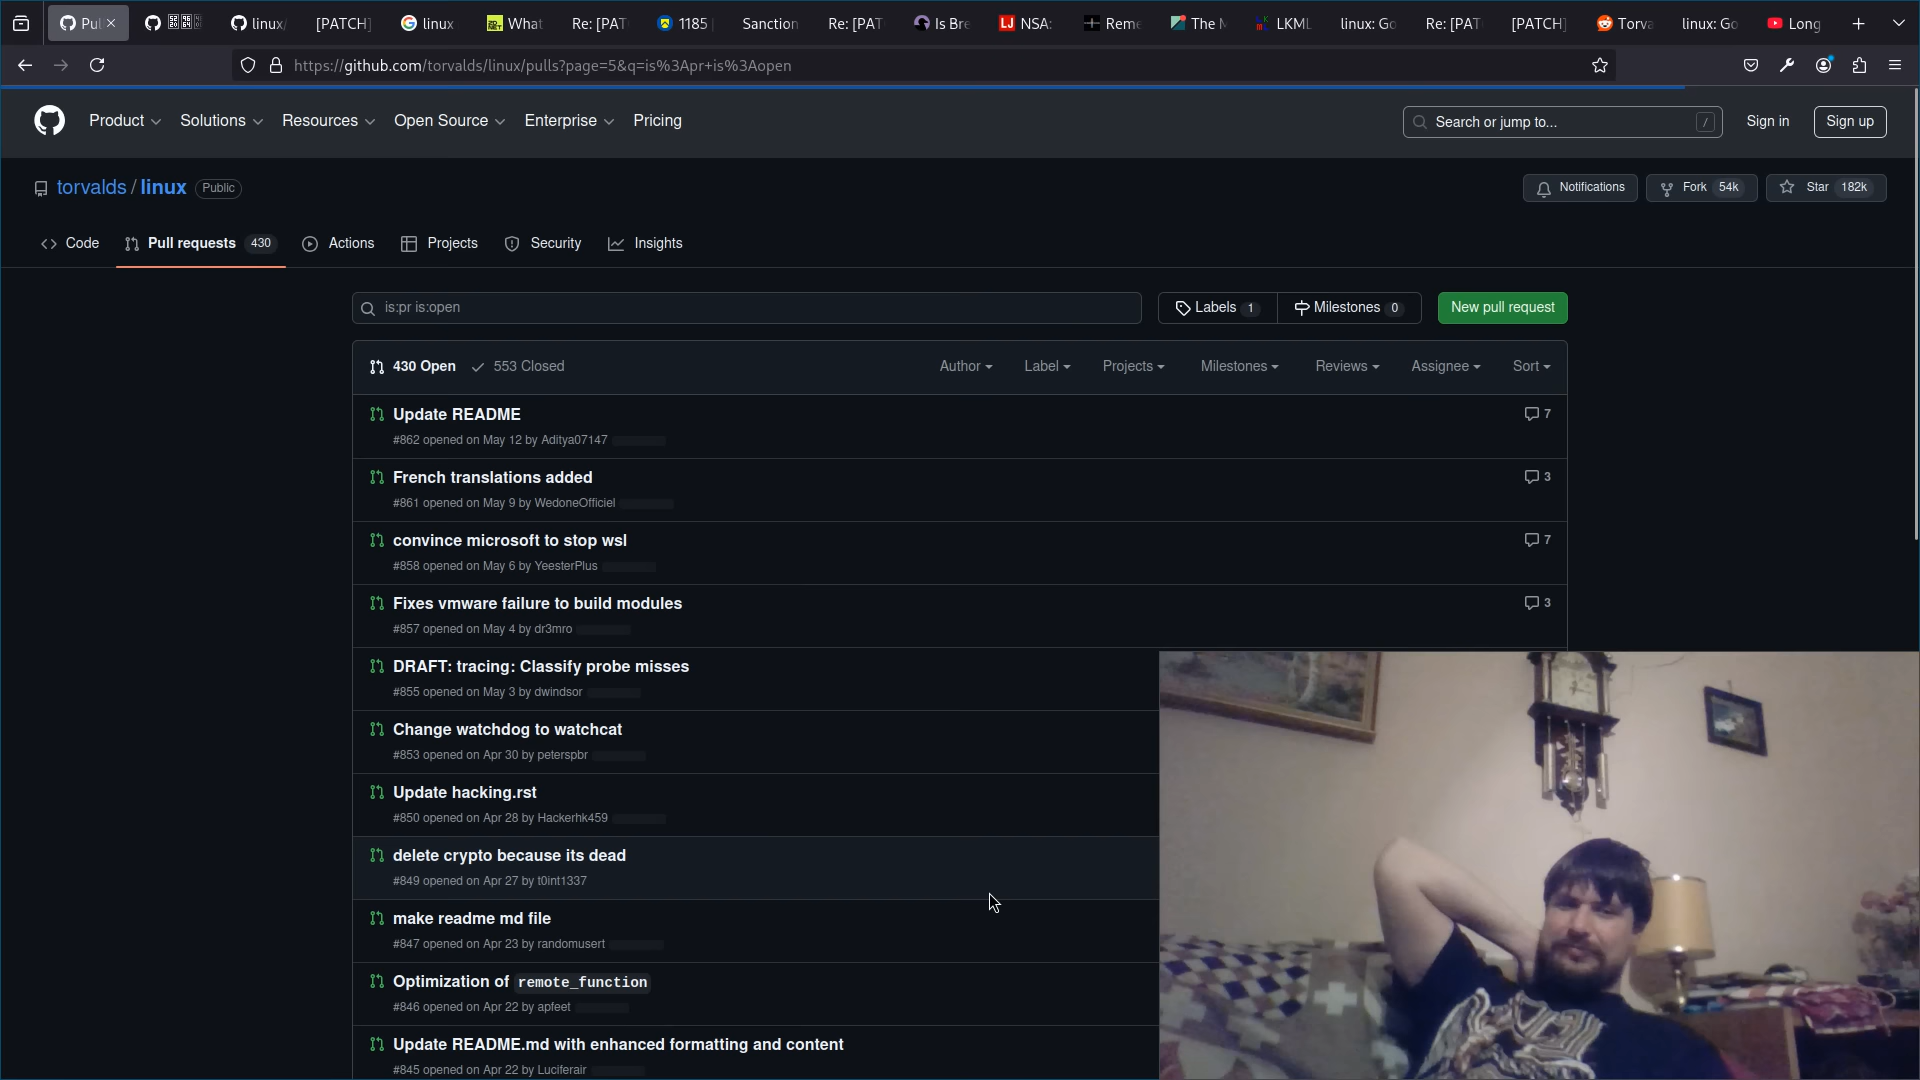 Pul
linux/
[PATCH]
linux
What
Re: [PAT
1185
Sanction
Re: [PAT
Is Bre
NSA:
Reme
The M
LKML
linux: Go
Re: [PAT
[PATCH]
Torva
linux: Go
Long
https://github.com/torvalds/linux/pulls?page=5&q=is%3Apr+is%3Aopen
Product Solutions Resources Open Source Enterprise Pricing
Search or jump to... /
Sign in Sign up
torvalds / linux Public
Notifications Fork 54k Star 182k
Code Pull requests 430 Actions Projects Security Insights
is:pr is:open
Labels 1 Milestones 0
New pull request
430 Open 553 Closed
Author Label Projects Milestones Reviews Assignee Sort
Update README 7
#862 opened on May 12 by Aditya07147
French translations added 3
#861 opened on May 9 by WedoneOfficiel
convince microsoft to stop wsl 7
#858 opened on May 6 by YeesterPlus
Fixes vmware failure to build modules 3
#857 opened on May 4 by dr3mro
DRAFT: tracing: Classify probe misses
#855 opened on May 3 by dwindsor
Change watchdog to watchcat
#853 opened on Apr 30 by peterspbr
Update hacking.rst
#850 opened on Apr 28 by Hackerhk459
delete crypto because its dead
#849 opened on Apr 27 by t0int1337
make readme md file
#847 opened on Apr 23 by randomusert
Optimization of remote_function
#846 opened on Apr 22 by apfeet
Update README.md with enhanced formatting and content
#845 opened on Apr 22 by Luciferair